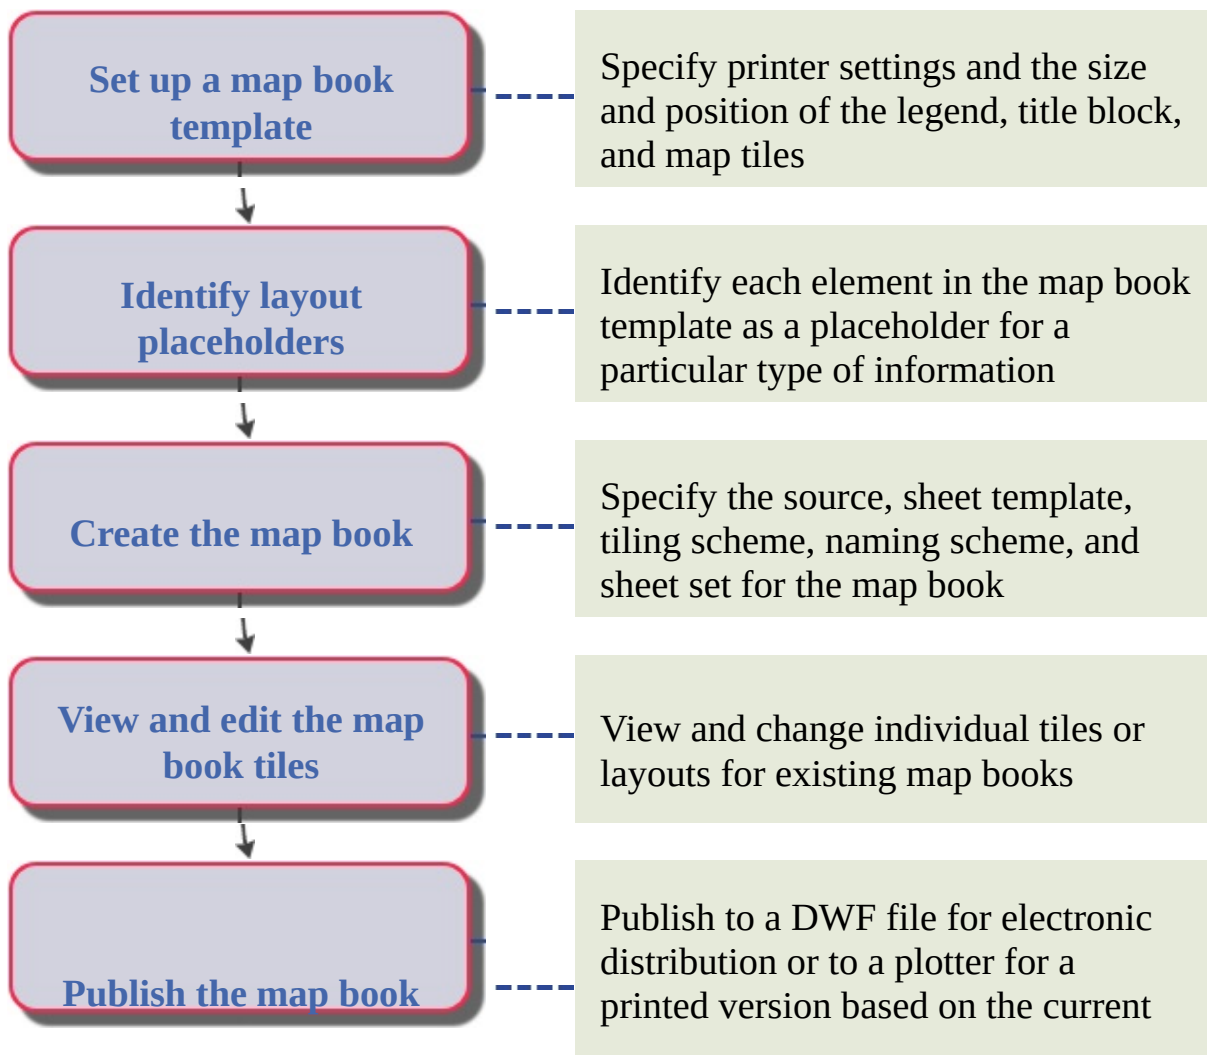 Set up a map book
template
Specify printer settings and the size
and position of the legend, title block,
and map tiles
Identify layout
placeholders
Identify each element in the map book
template as a placeholder for a
particular type of information
Create the map book
Specify the source, sheet template,
tiling scheme, naming scheme, and
sheet set for the map book
View and edit the map
book tiles
View and change individual tiles or
layouts for existing map books
Publish the map book
Publish to a DWF file for electronic
distribution or to a plotter for a
printed version based on the current